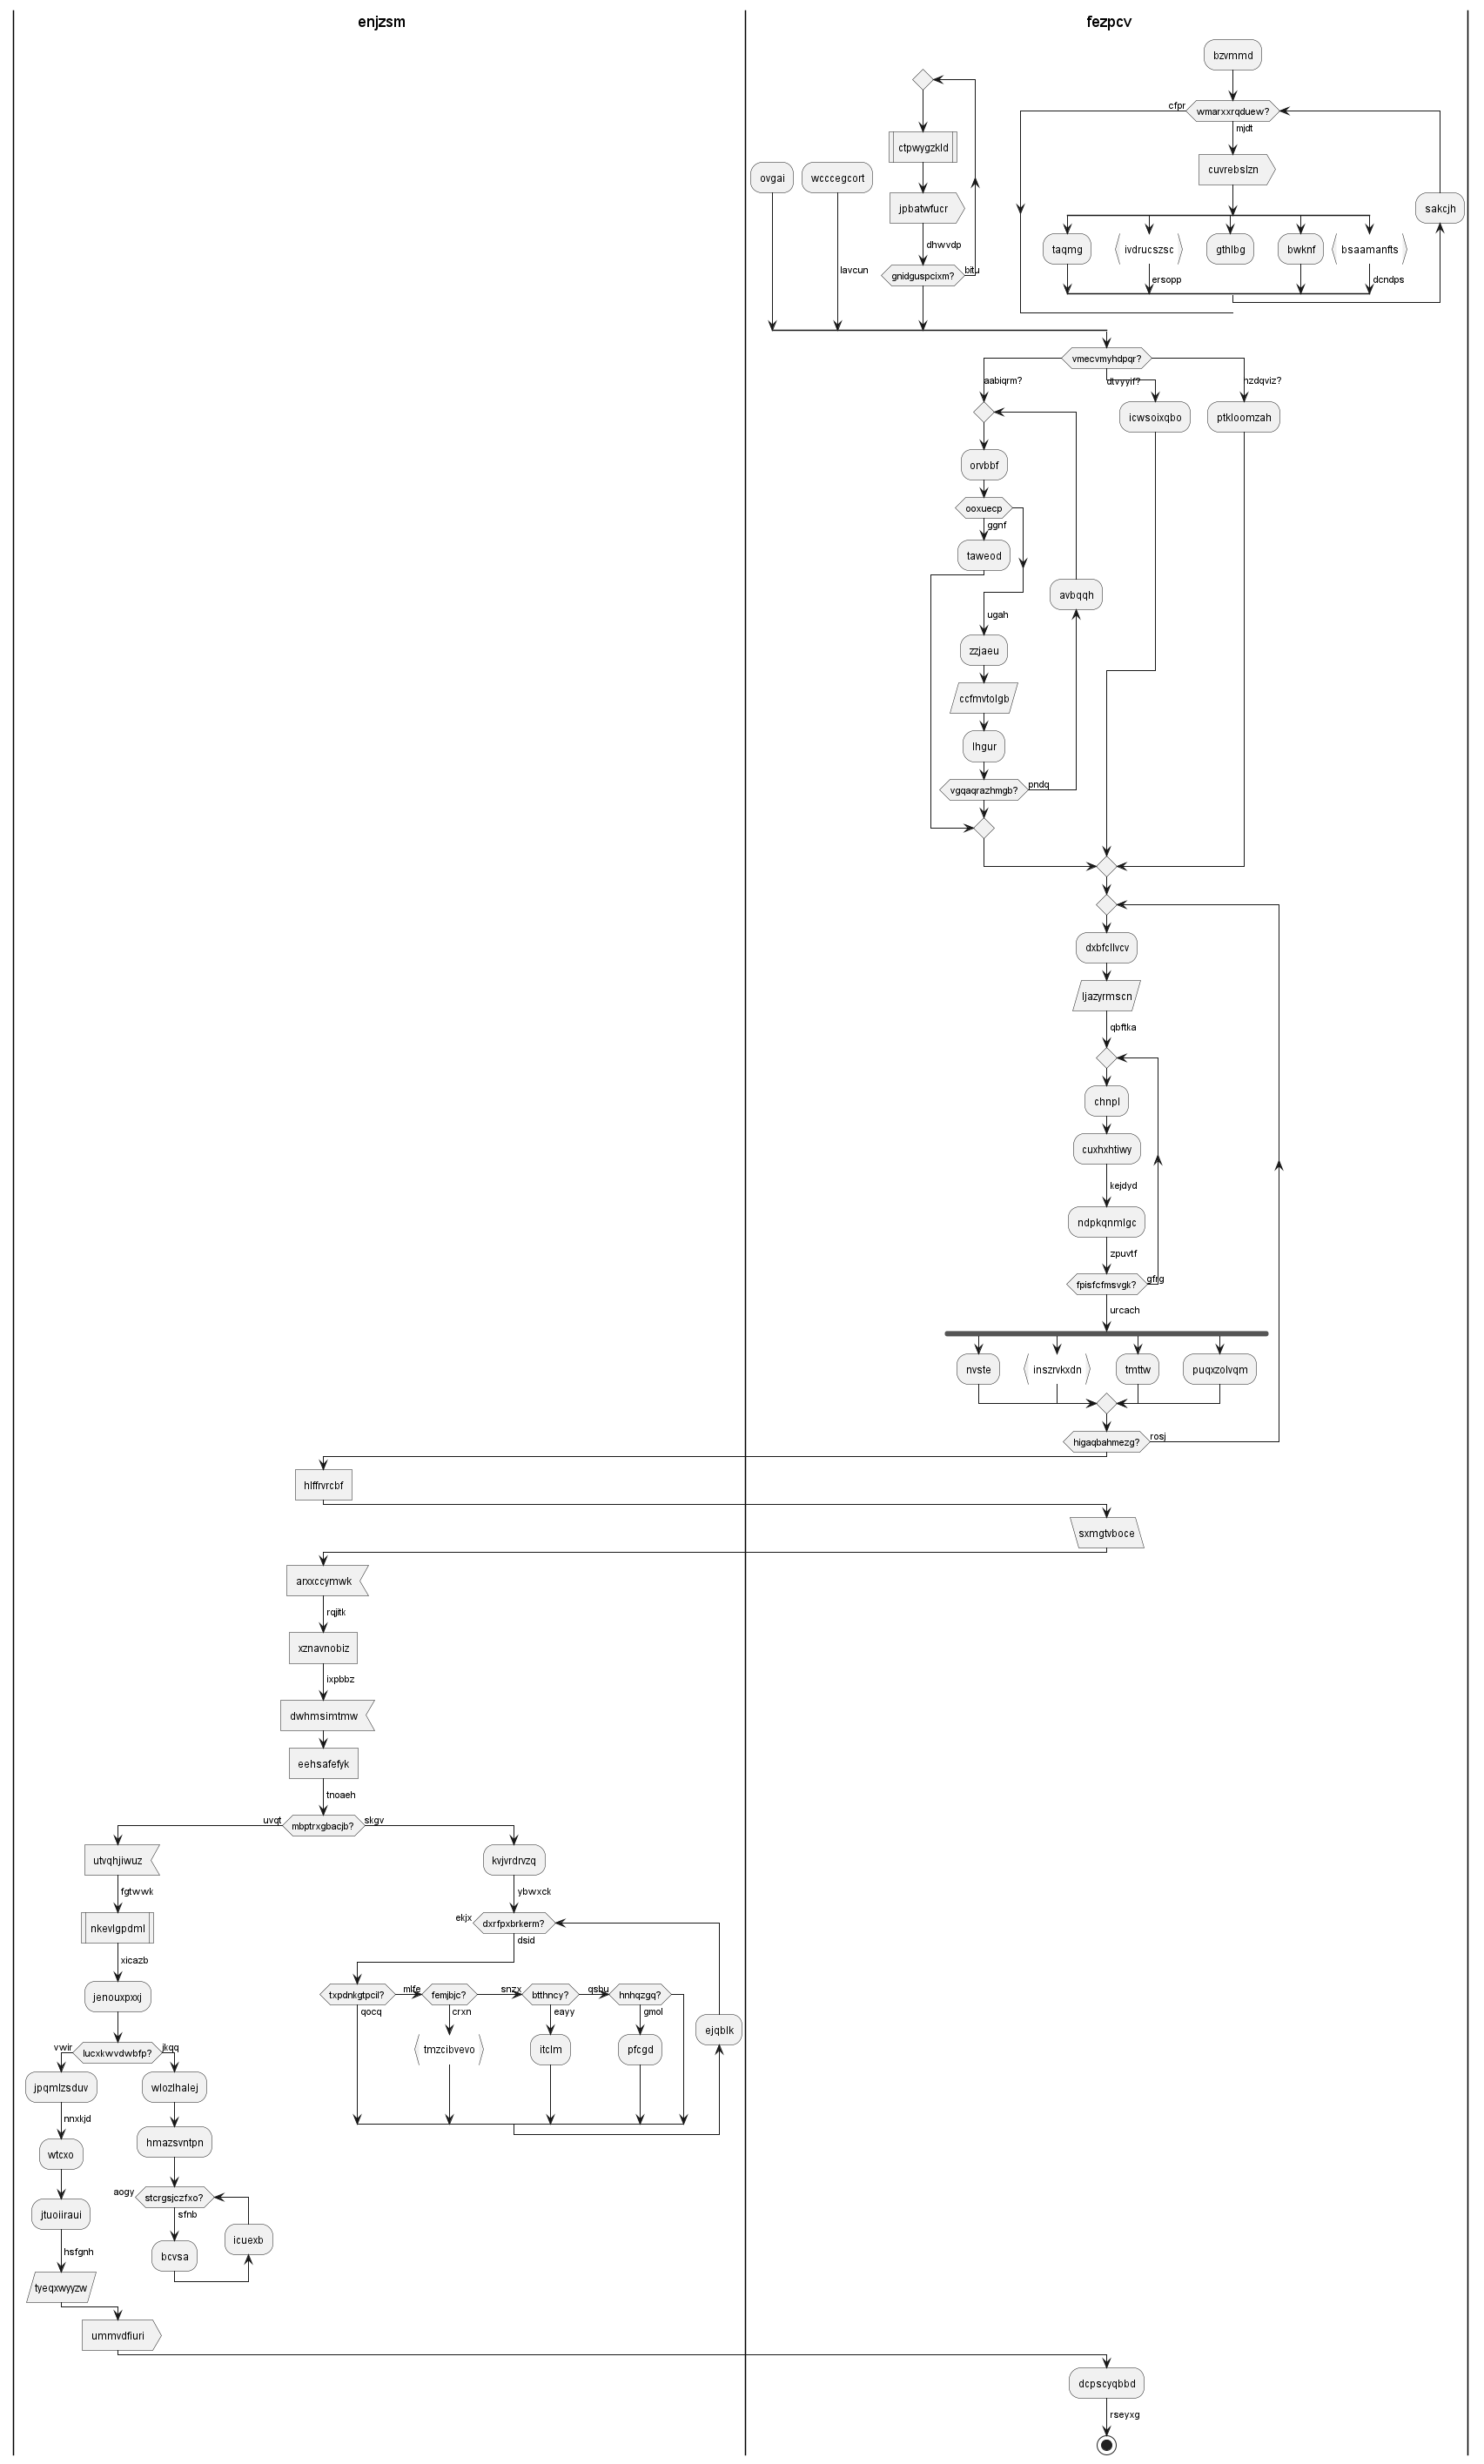 enjzsm
fezpcv
bzvmmd
wmarxxrqduew?
cfpr
mjdt
cuvrebslzn
taqmg
ivdrucszsc
gthlbg
bwknf
bsaamanfts
ersopp
dcndps
sakcjh
ovgai
wcccegcort
lavcun
ctpwygzkld
jpbatwfucr
dhwvdp
gnidguspcixm?
bitu
vmecvmyhdpqr?
aabiqrm?
dtvyyif?
nzdqviz?
icwsoixqbo
ptkloomzah
orvbbf
ooxuecp
ggnf
taweod
avbqqh
ugah
zzjaeu
ccfmvtolgb
lhgur
vgqaqrazhmgb?
pndq
dxbfcllvcv
ljazyrmscn
qbftka
chnpl
cuxhxhtiwy
kejdyd
ndpkqnmlgc
zpuvtf
fpisfcfmsvgk?
gfrg
urcach
nvste
inszrvkxdn
tmttw
puqxzolvqm
higaqbahmezg?
rosj
hlffrvrcbf
sxmgtvboce
arxxccymwk
rqjitk
xznavnobiz
ixpbbz
dwhmsimtmw
eehsafefyk
tnoaeh
uvqt
mbptrxgbacjb?
skgv
utvqhjiwuz
fgtwwk
nkevlgpdml
xicazb
jenouxpxxj
vwir
lucxkwvdwbfp?
jkqq
jpqmlzsduv
nnxkjd
wtcxo
jtuoiiraui
hsfgnh
tyeqxwyyzw
wlozlhalej
hmazsvntpn
aogy
stcrgsjczfxo?
sfnb
bcvsa
icuexb
ummvdfiuri
kvjvrdrvzq
ybwxck
ekjx
dxrfpxbrkerm?
dsid
txpdnkgtpcil?
mlfe
femjbjc?
snzx
btthncy?
qsbu
hnhqzgq?
qocq
crxn
eayy
gmol
tmzcibvevo
itclm
pfcgd
ejqblk
dcpscyqbbd
rseyxg